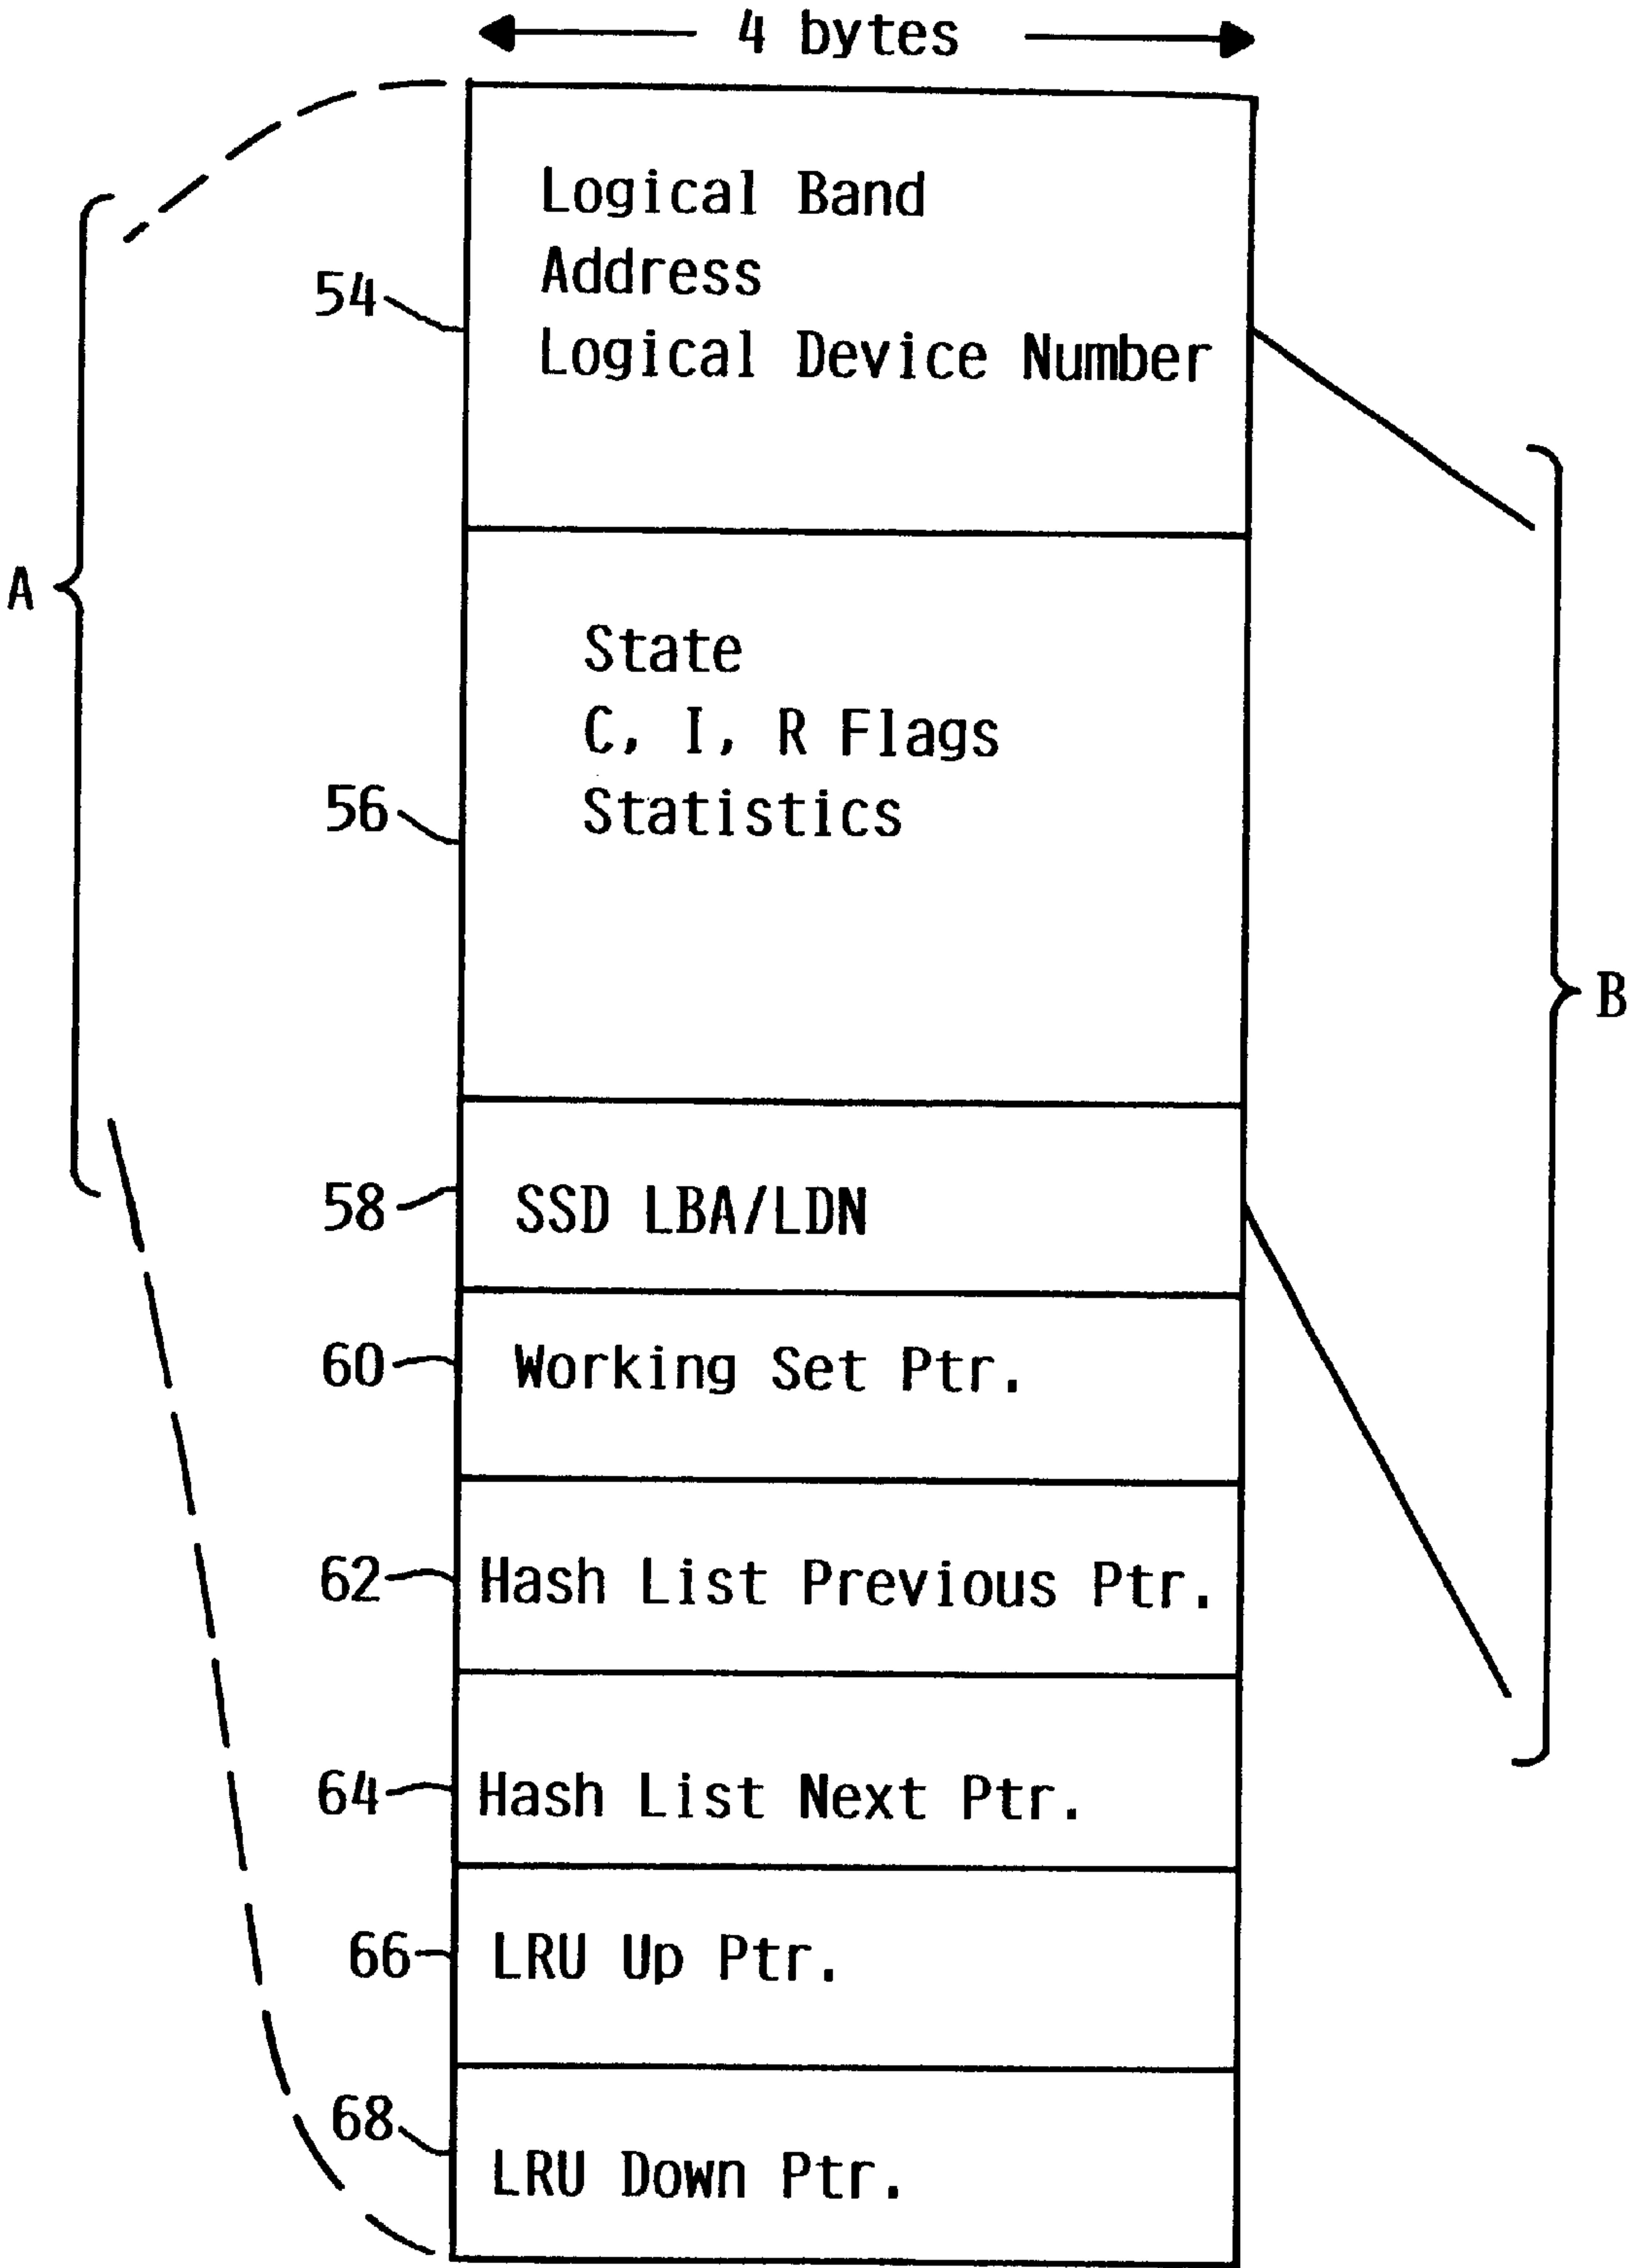 4 bytes
Logical Band
Address
Logical Device Number
54
A
State
C, I, R Flags
Statistics
56
B
58
SSD LBA/LDN
60
Working Set Ptr.
62
Hash List Previous Ptr.
64
Hash List Next Ptr.
66
LRU Up Ptr.
68
LRU Down Ptr.